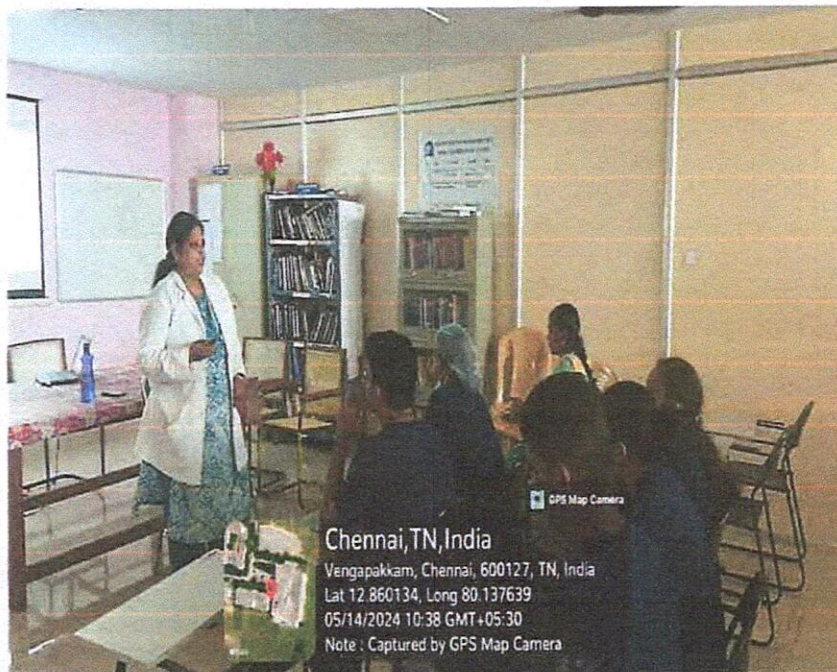 GPS Map Camera
Chennai,TN,India
Vengapakkam, Chennai, 600127, TN, India
Lat 12.860134, Long 80.137639
05/14/2024 10:38 GMT+05:30
Note : Captured by GPS Map Camera